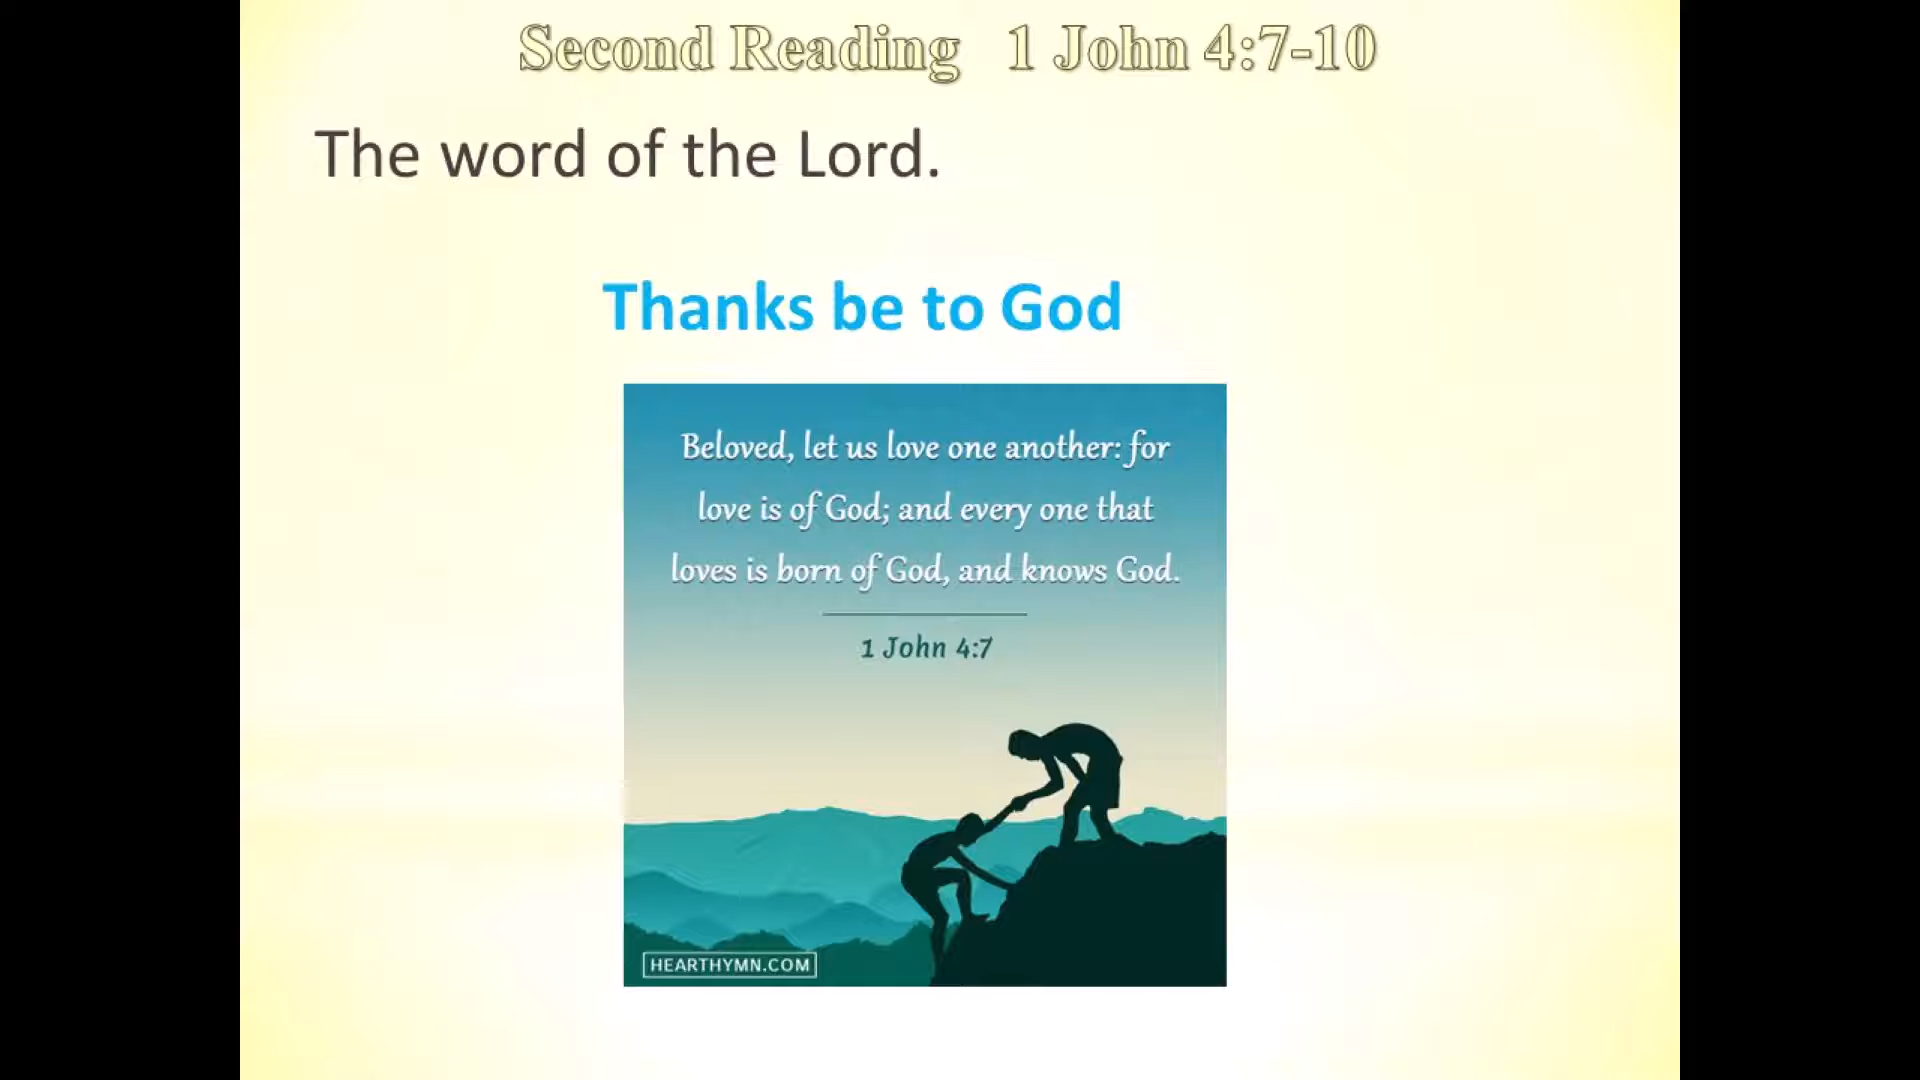 Second Reading 1 John 4:7-10
The word of the Lord.
Thanks be to God
Beloved, let us love one another: for
love is of God; and every one that
loves is born of God, and knows God.
1 John 4:7
HEARTHYMN.COM